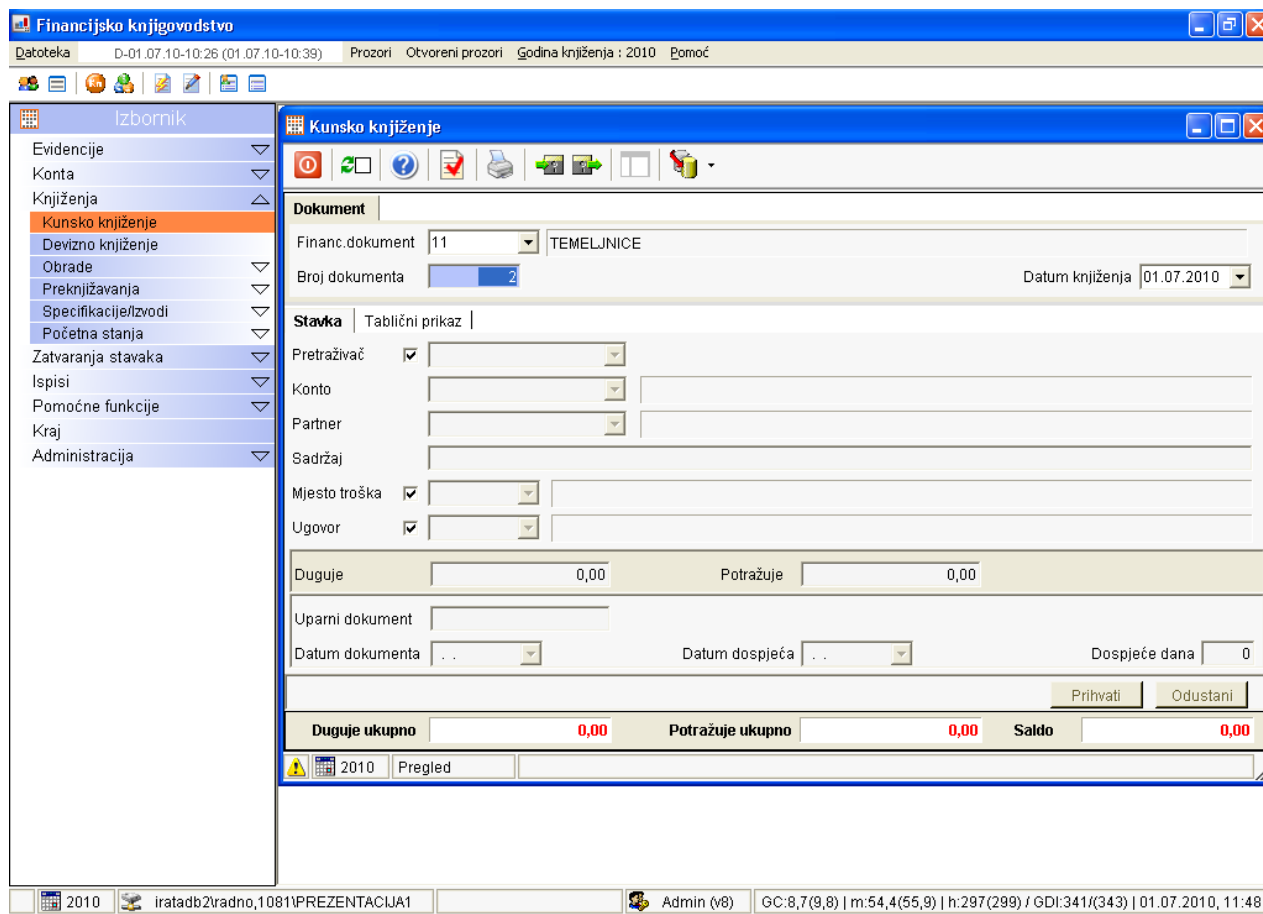 Financijsko knjigovodstvo
Datoteka D-01.07.10-10:26 (01.07.10-10:39) Prozori Otvoreni prozori Godina knjiženja : 2010 Pomoć
Izbornik
Evidencije
Konta
Knjiženja
Kunsko knjiženje
Devizno knjiženje
Obrade
Preknjižavanja
Specifikacije/Izvodi
Početna stanja
Zatvaranja stavaka
Ispisi
Pomoćne funkcije
Kraj
Administracija
Kunsko knjiženje
Dokument
Financ.dokument 11 TEMELJNICE
Broj dokumenta 2 Datum knjiženja 01.07.2010
Stavka Tablični prikaz
Pretraživač
Konto
Partner
Sadržaj
Mjesto troška
Ugovor
Duguje 0,00 Potražuje 0,00
Uparni dokument
Datum dokumenta . . Datum dospjeća . . Dospjeće dana 0
Prihvati Odustani
Duguje ukupno 0,00 Potražuje ukupno 0,00 Saldo 0,00
2010 Pregled
2010 iratadb2\radno,1081\PREZENTACIJA1 Admin (v8) GC:8,7(9,8) | m:54,4(55,9) | h:297(299) / GDI:341/(343) | 01.07.2010, 11:48